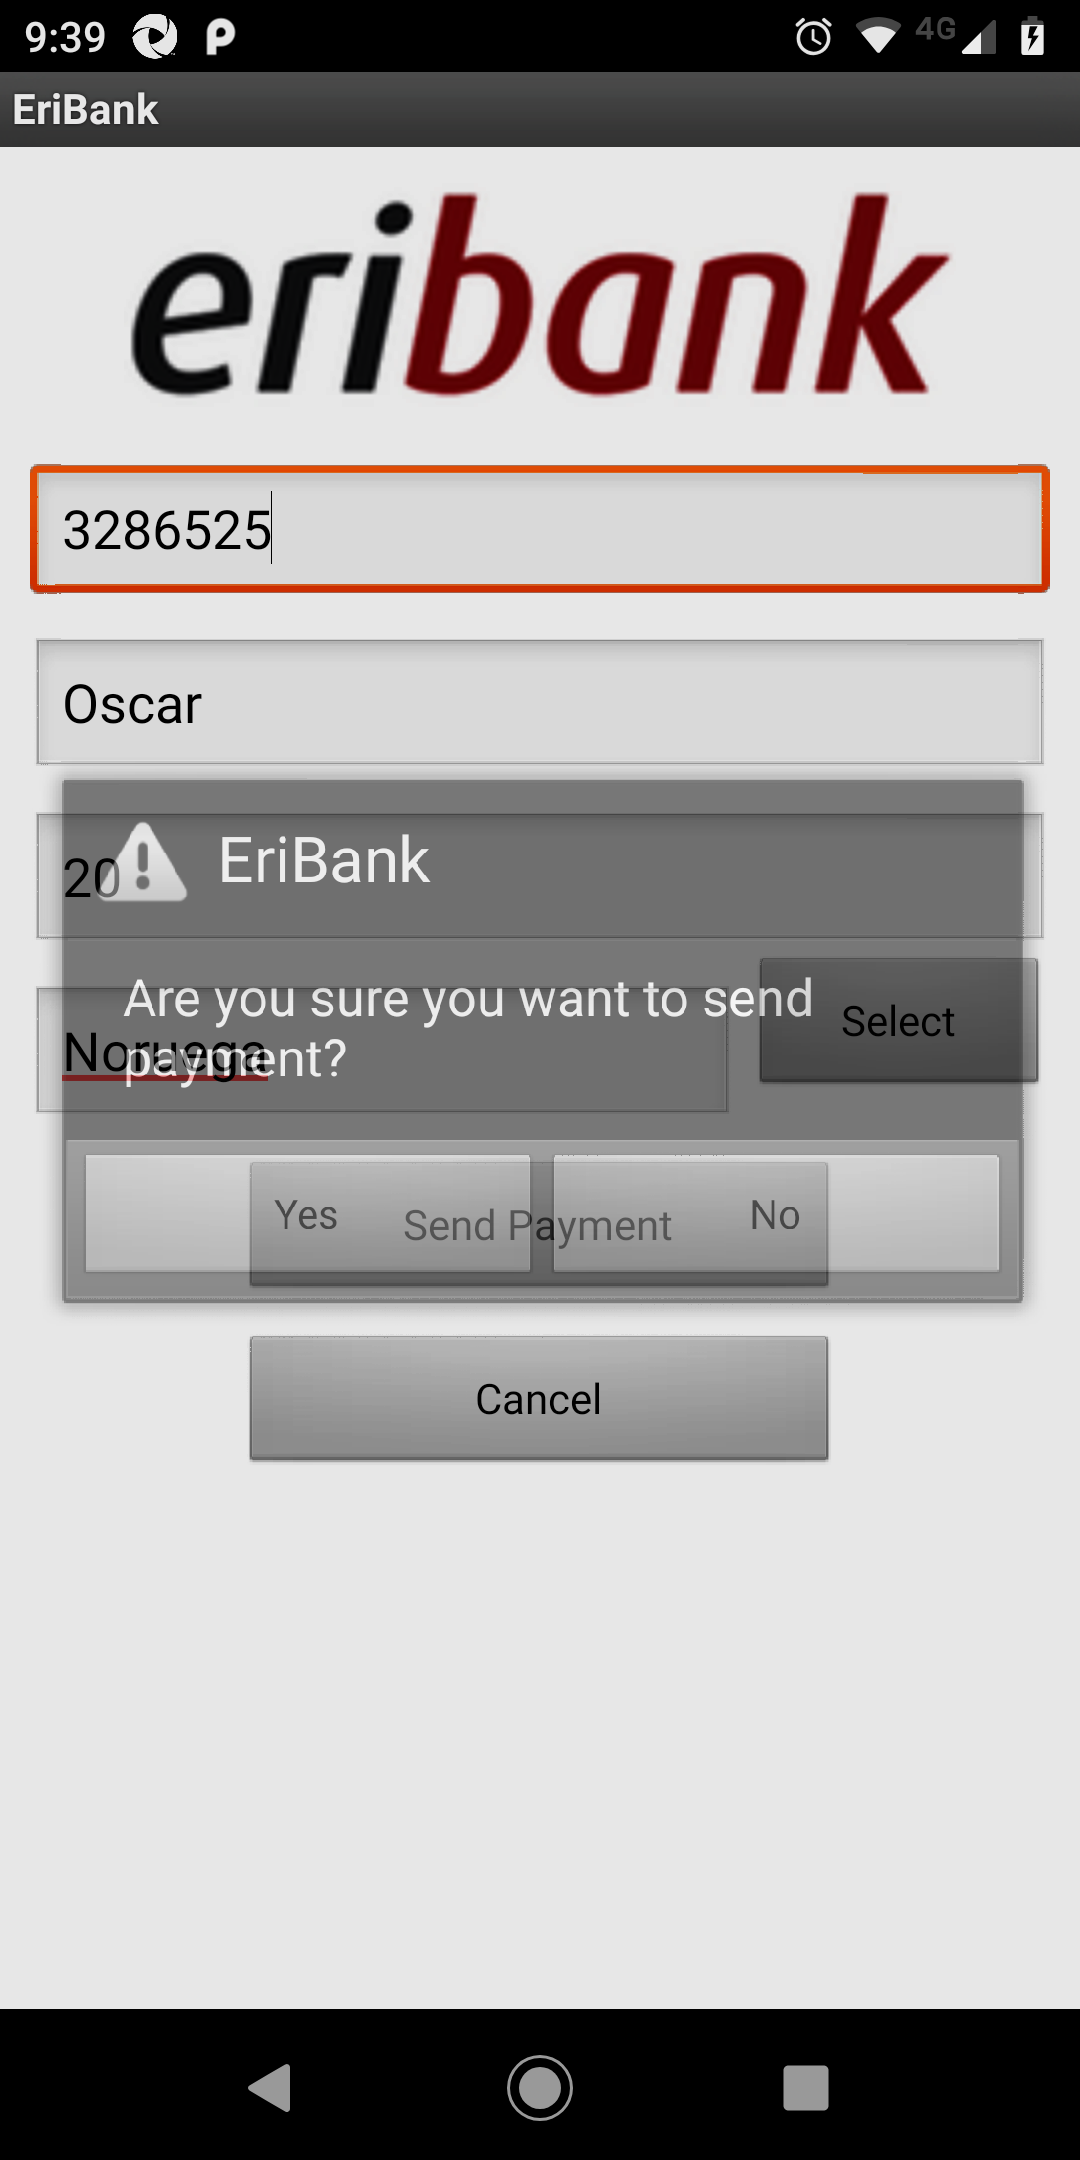 9:39
4G
EriBank
eribank
3286525
Oscar
20
EriBank
Are you sure you want to send
payment?
Noruega
Select
Yes
No
Send Payment
Cancel